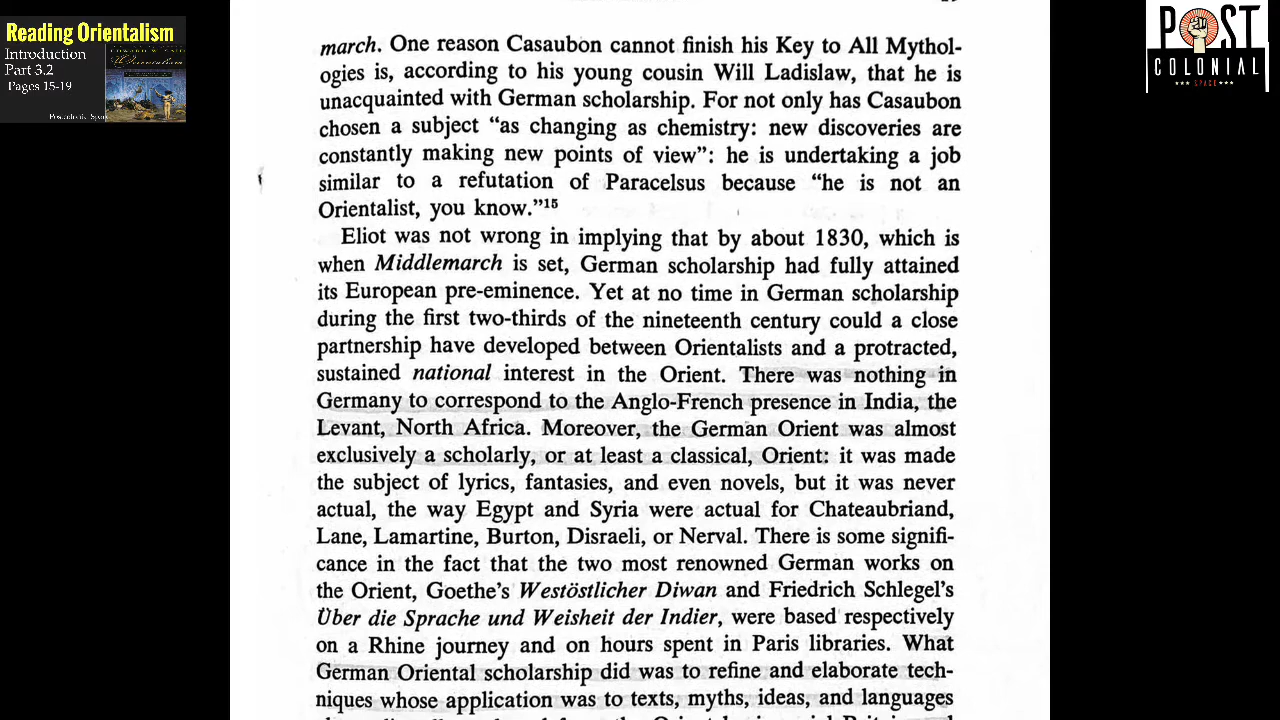 Reading Orientalism
Introduction
Part 3.2
Pages 15-19
Postcolonial Space
POST
COLONIAL
*** SPACE ***
march. One reason Casaubon cannot finish his Key to All Mythol-
ogies is, according to his young cousin Will Ladislaw, that he is
unacquainted with German scholarship. For not only has Casaubon
chosen a subject “as changing as chemistry: new discoveries are
constantly making new points of view”: he is undertaking a job
similar to a refutation of Paracelsus because “he is not an
Orientalist, you know.”15
Eliot was not wrong in implying that by about 1830, which is
when Middlemarch is set, German scholarship had fully attained
its European pre-eminence. Yet at no time in German scholarship
during the first two-thirds of the nineteenth century could a close
partnership have developed between Orientalists and a protracted,
sustained national interest in the Orient. There was nothing in
Germany to correspond to the Anglo-French presence in India, the
Levant, North Africa. Moreover, the German Orient was almost
exclusively a scholarly, or at least a classical, Orient: it was made
the subject of lyrics, fantasies, and even novels, but it was never
actual, the way Egypt and Syria were actual for Chateaubriand,
Lane, Lamartine, Burton, Disraeli, or Nerval. There is some signifi-
cance in the fact that the two most renowned German works on
the Orient, Goethe’s Westöstlicher Diwan and Friedrich Schlegel’s
Über die Sprache und Weisheit der Indier, were based respectively
on a Rhine journey and on hours spent in Paris libraries. What
German Oriental scholarship did was to refine and elaborate tech-
niques whose application was to texts, myths, ideas, and languages